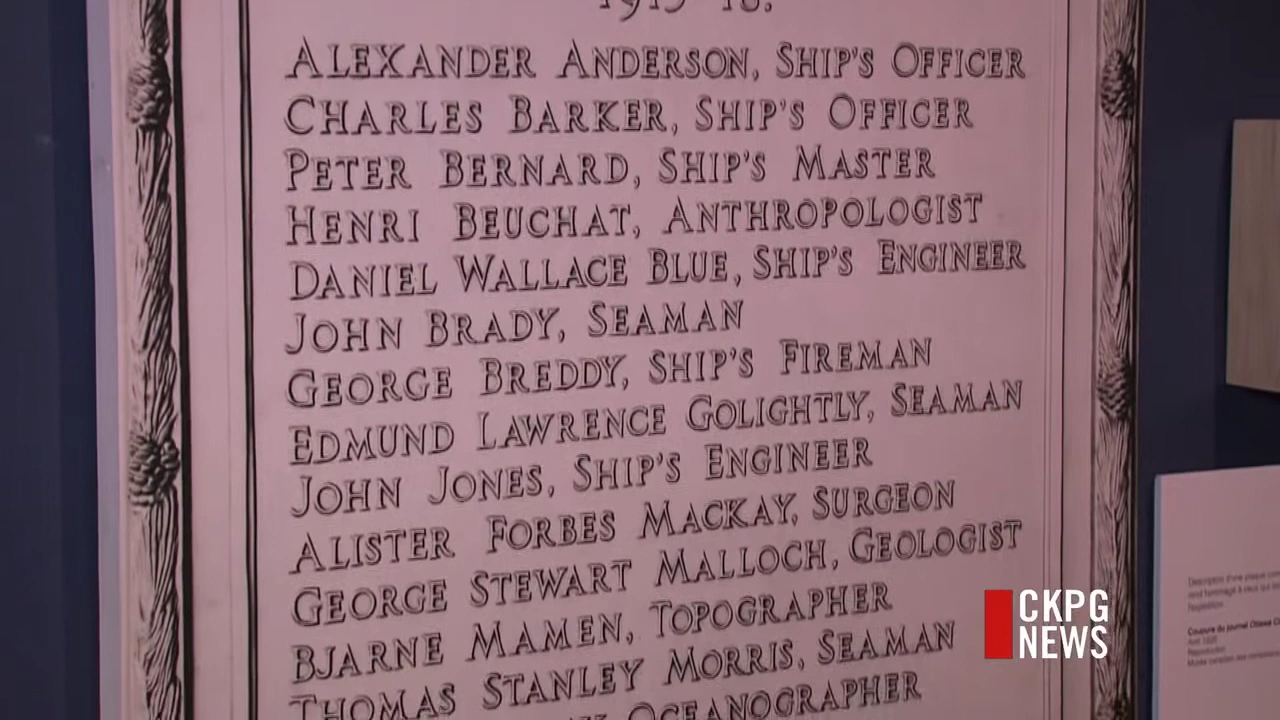 1913-18.
ALEXANDER ANDERSON, SHIP'S OFFICER
CHARLES BARKER, SHIP'S OFFICER
PETER BERNARD, SHIP'S MASTER
HENRI BEUCHAT, ANTHROPOLOGIST
DANIEL WALLACE BLUE, SHIP'S ENGINEER
JOHN BRADY, SEAMAN
GEORGE BREDDY, SHIP'S FIREMAN
EDMUND LAWRENCE GOLIGHTLY, SEAMAN
JOHN JONES, SHIP'S ENGINEER
ALISTER FORBES MACKAY, SURGEON
GEORGE STEWART MALLOCH, GEOLOGIST
BJARNE MAMEN, TOPOGRAPHER
THOMAS STANLEY MORRIS, SEAMAN
OCEANOGRAPHER
CKPG
NEWS